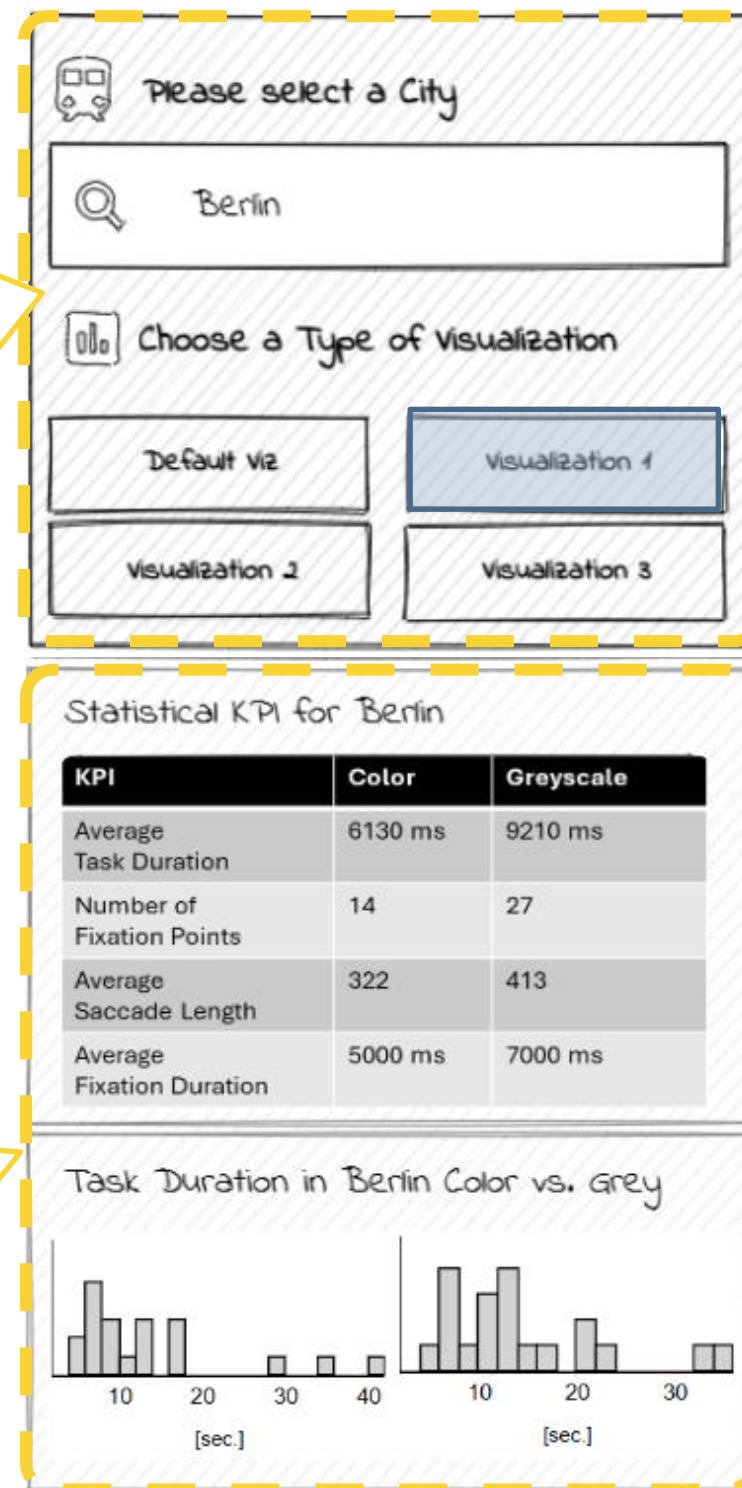 Please select a City
Berlin
Choose a Type of Visualization
Default Viz
Visualization 1
Visualization 2
Visualization 3
Statistical KPI for Berlin
KPI Color Greyscale
Average 6130 ms 9210 ms
Task Duration
Number of 14 27
Fixation Points
Average 322 413
Saccade Length
Average 5000 ms 7000 ms
Fixation Duration
Task Duration in Berlin Color vs. Grey
10 20 30 40
[sec.]
10 20 30
[sec.]